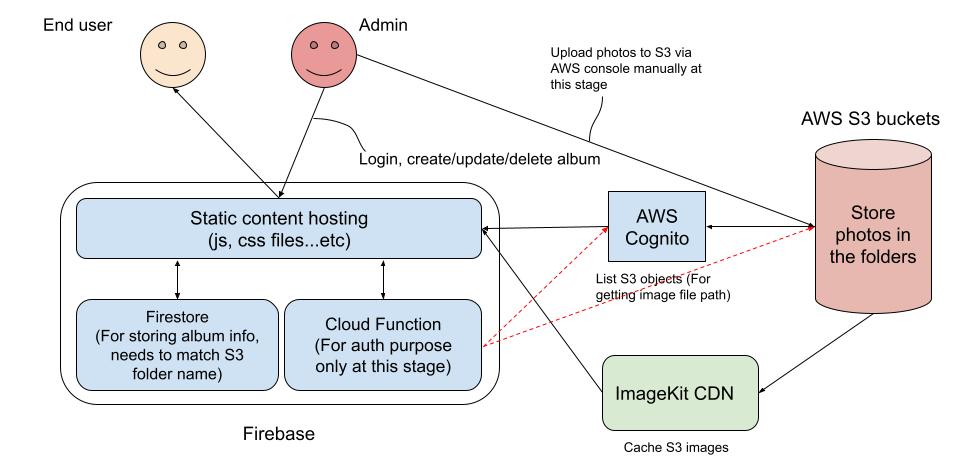 End user
Admin
Upload photos to S3 via
AWS console manually at
this stage
AWS S3 buckets
Login, create/update/delete album
Static content hosting
(js, css files...etc)
AWS
Cognito
Store
photos in
the folders
List S3 objects (For
getting image file path)
Firestore
(For storing album info,
needs to match S3
folder name)
Cloud Function
(For auth purpose
only at this stage)
ImageKit CDN
Firebase
Cache S3 images